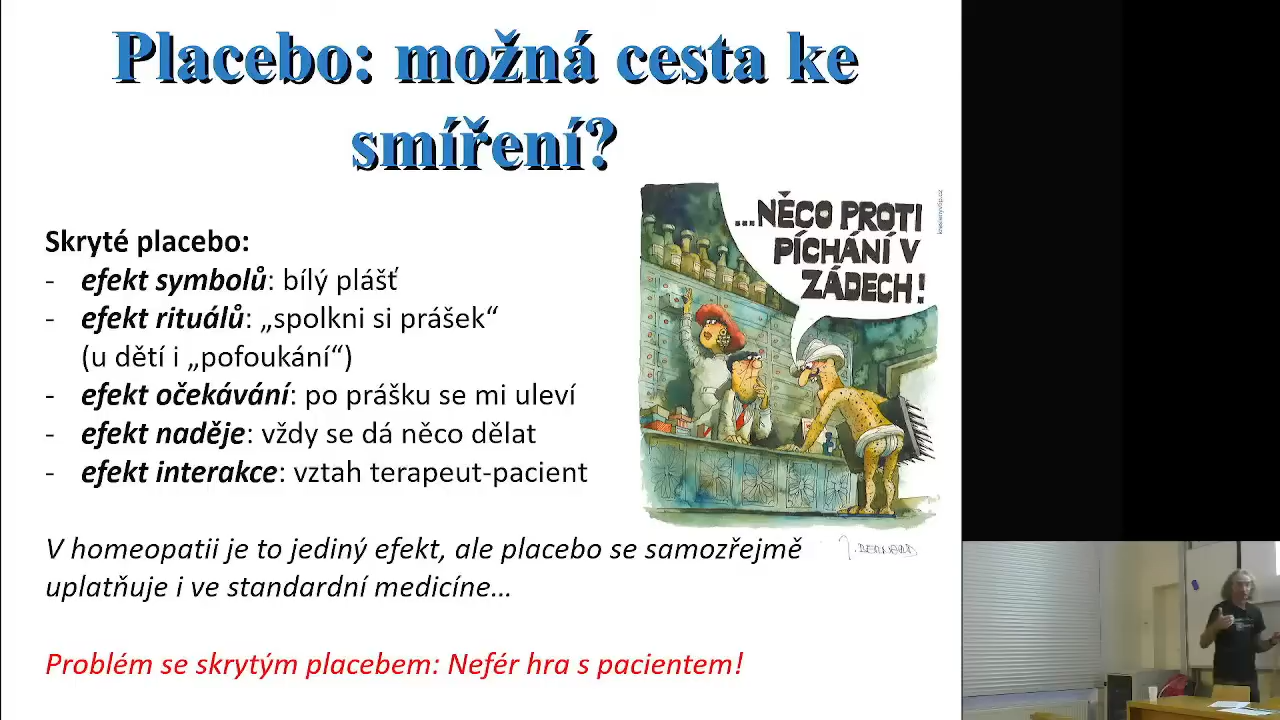 Placebo: možná cesta ke
smíření?
Skryté placebo:
- efekt symbolů: bílý plášť
- efekt rituálů: „spolkni si prášek“
(u dětí i „pofoukání“)
- efekt očekávání: po prášku se mi uleví
- efekt naděje: vždy se dá něco dělat
- efekt interakce: vztah terapeut-pacient
...NĚCO PROTI
PÍCHÁNÍ V
ZÁDECH!
V homeopatii je to jediný efekt, ale placebo se samozřejmě
uplatňuje i ve standardní medicíne...
Problém se skrytým placebem: Nefér hra s pacientem!